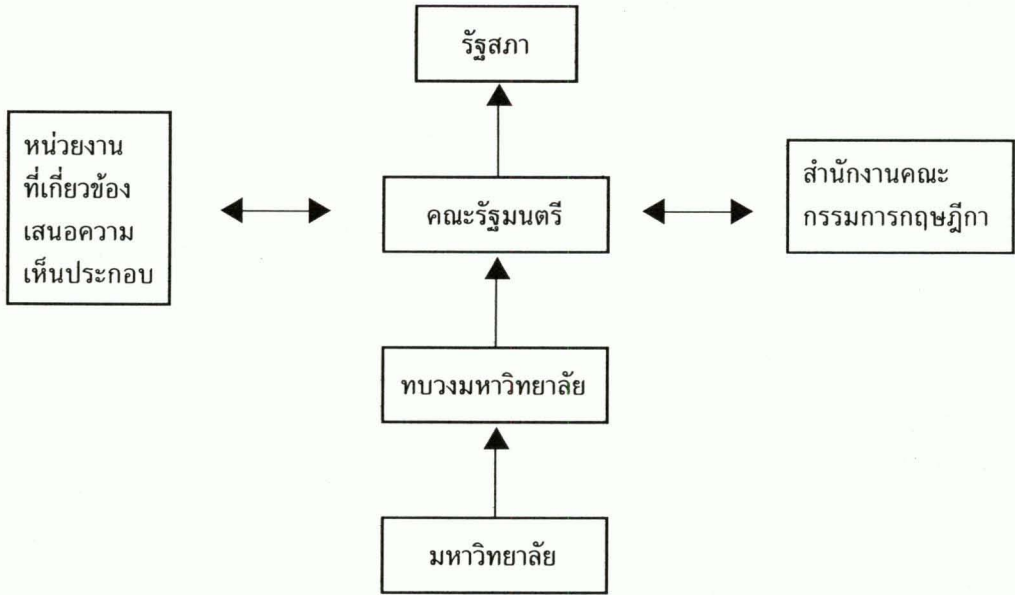 รัฐสภา
หน่วยงาน
ที่เกี่ยวข้อง
เสนอความ
เห็นประกอบ
คณะรัฐมนตรี
สำนักงานคณะ
กรรมการกฤษฎีกา
ทบวงมหาวิทยาลัย
มหาวิทยาลัย